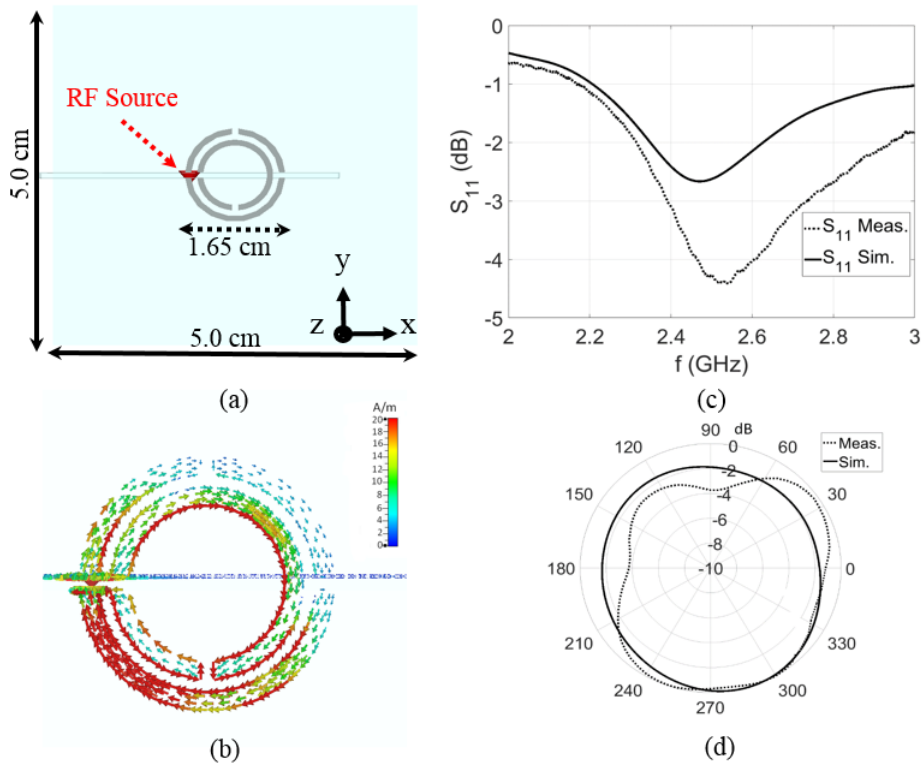 RF Source
5.0 cm
1.65 cm
y
z
x
5.0 cm
(a)
0
-1
-2
-3
-4
-5
S11 (dB)
S11 Meas.
S11 Sim.
2
2.2
2.4
2.6
2.8
3
f (GHz)
(c)
A/m
20
18
16
14
12
10
8
6
4
2
0
(b)
90
dB
0
-2
-4
-6
-8
-10
60
30
0
330
300
270
240
210
180
150
120
Meas.
Sim.
(d)